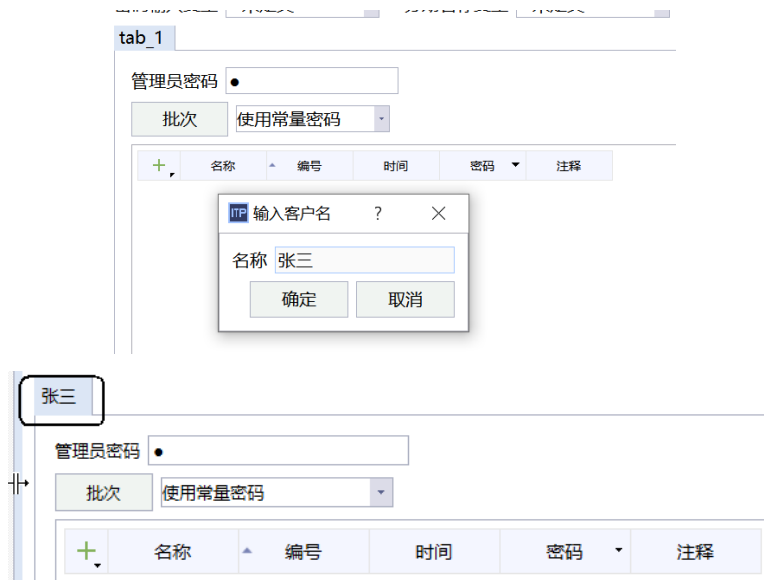 tab_1
管理员密码 ●
批次 使用常量密码
名称 编号 时间 密码 注释
ITP 输入客户名 ?
名称 张三
确定 取消
张三
管理员密码 ●
批次 使用常量密码
名称 编号 时间 密码 注释